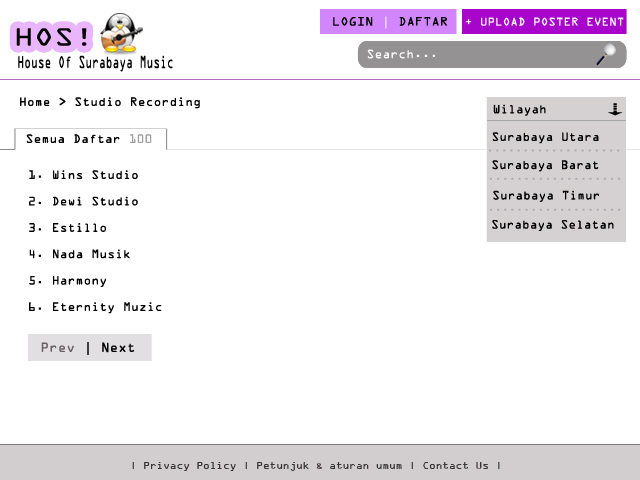 HOS!
House Of Surabaya Music
LOGIN | DAFTAR
+ UPLOAD POSTER EVENT
Search...
Home > Studio Recording
Semua Daftar 100
1. Wins Studio
2. Dewi Studio
3. Estillo
4. Nada Musik
5. Harmony
6. Eternity Muzic
Prev | Next
Wilayah
Surabaya Utara
Surabaya Barat
Surabaya Timur
Surabaya Selatan
| Privacy Policy | Petunjuk & aturan umum | Contact Us |